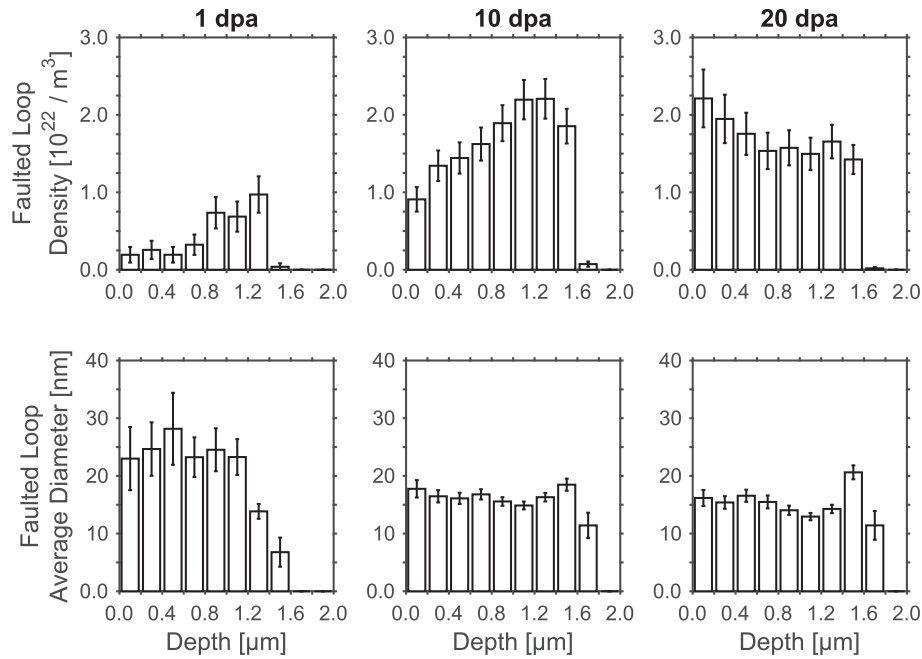 1 dpa 10 dpa 20 dpa
Faulted Loop
Density [10²² / m³]
3.0 3.0 3.0
2.0 2.0 2.0
1.0 1.0 1.0
0.0 0.0 0.0
0.0 0.4 0.8 1.2 1.6 2.0 0.0 0.4 0.8 1.2 1.6 2.0 0.0 0.4 0.8 1.2 1.6 2.0
Faulted Loop
Average Diameter [nm]
40 40 40
30 30 30
20 20 20
10 10 10
0.0 0.0 0.0
0.0 0.4 0.8 1.2 1.6 2.0 0.0 0.4 0.8 1.2 1.6 2.0 0.0 0.4 0.8 1.2 1.6 2.0
Depth [µm] Depth [µm] Depth [µm]